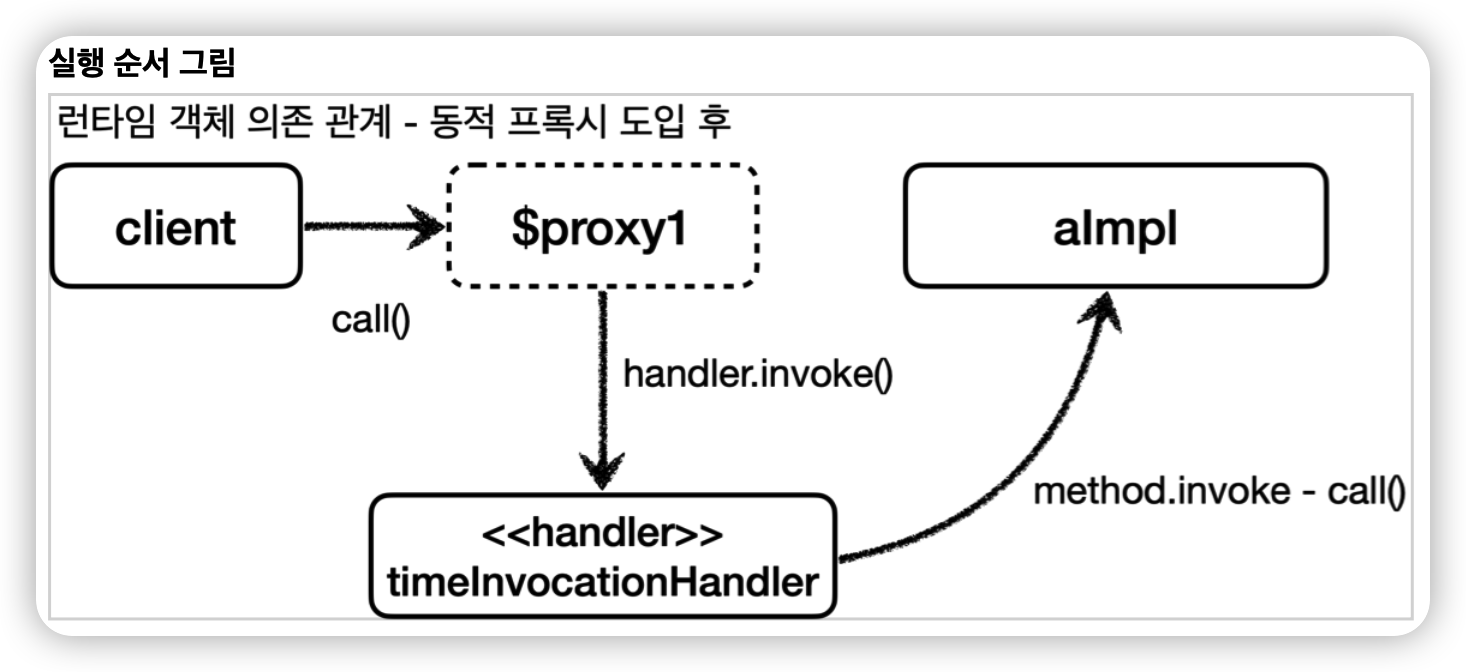 실행 순서 그림
런타임 객체 의존 관계 - 동적 프록시 도입 후
client
$proxy1
aImpl
call()
handler.invoke()
method.invoke - call()
<<handler>>
timeInvocationHandler